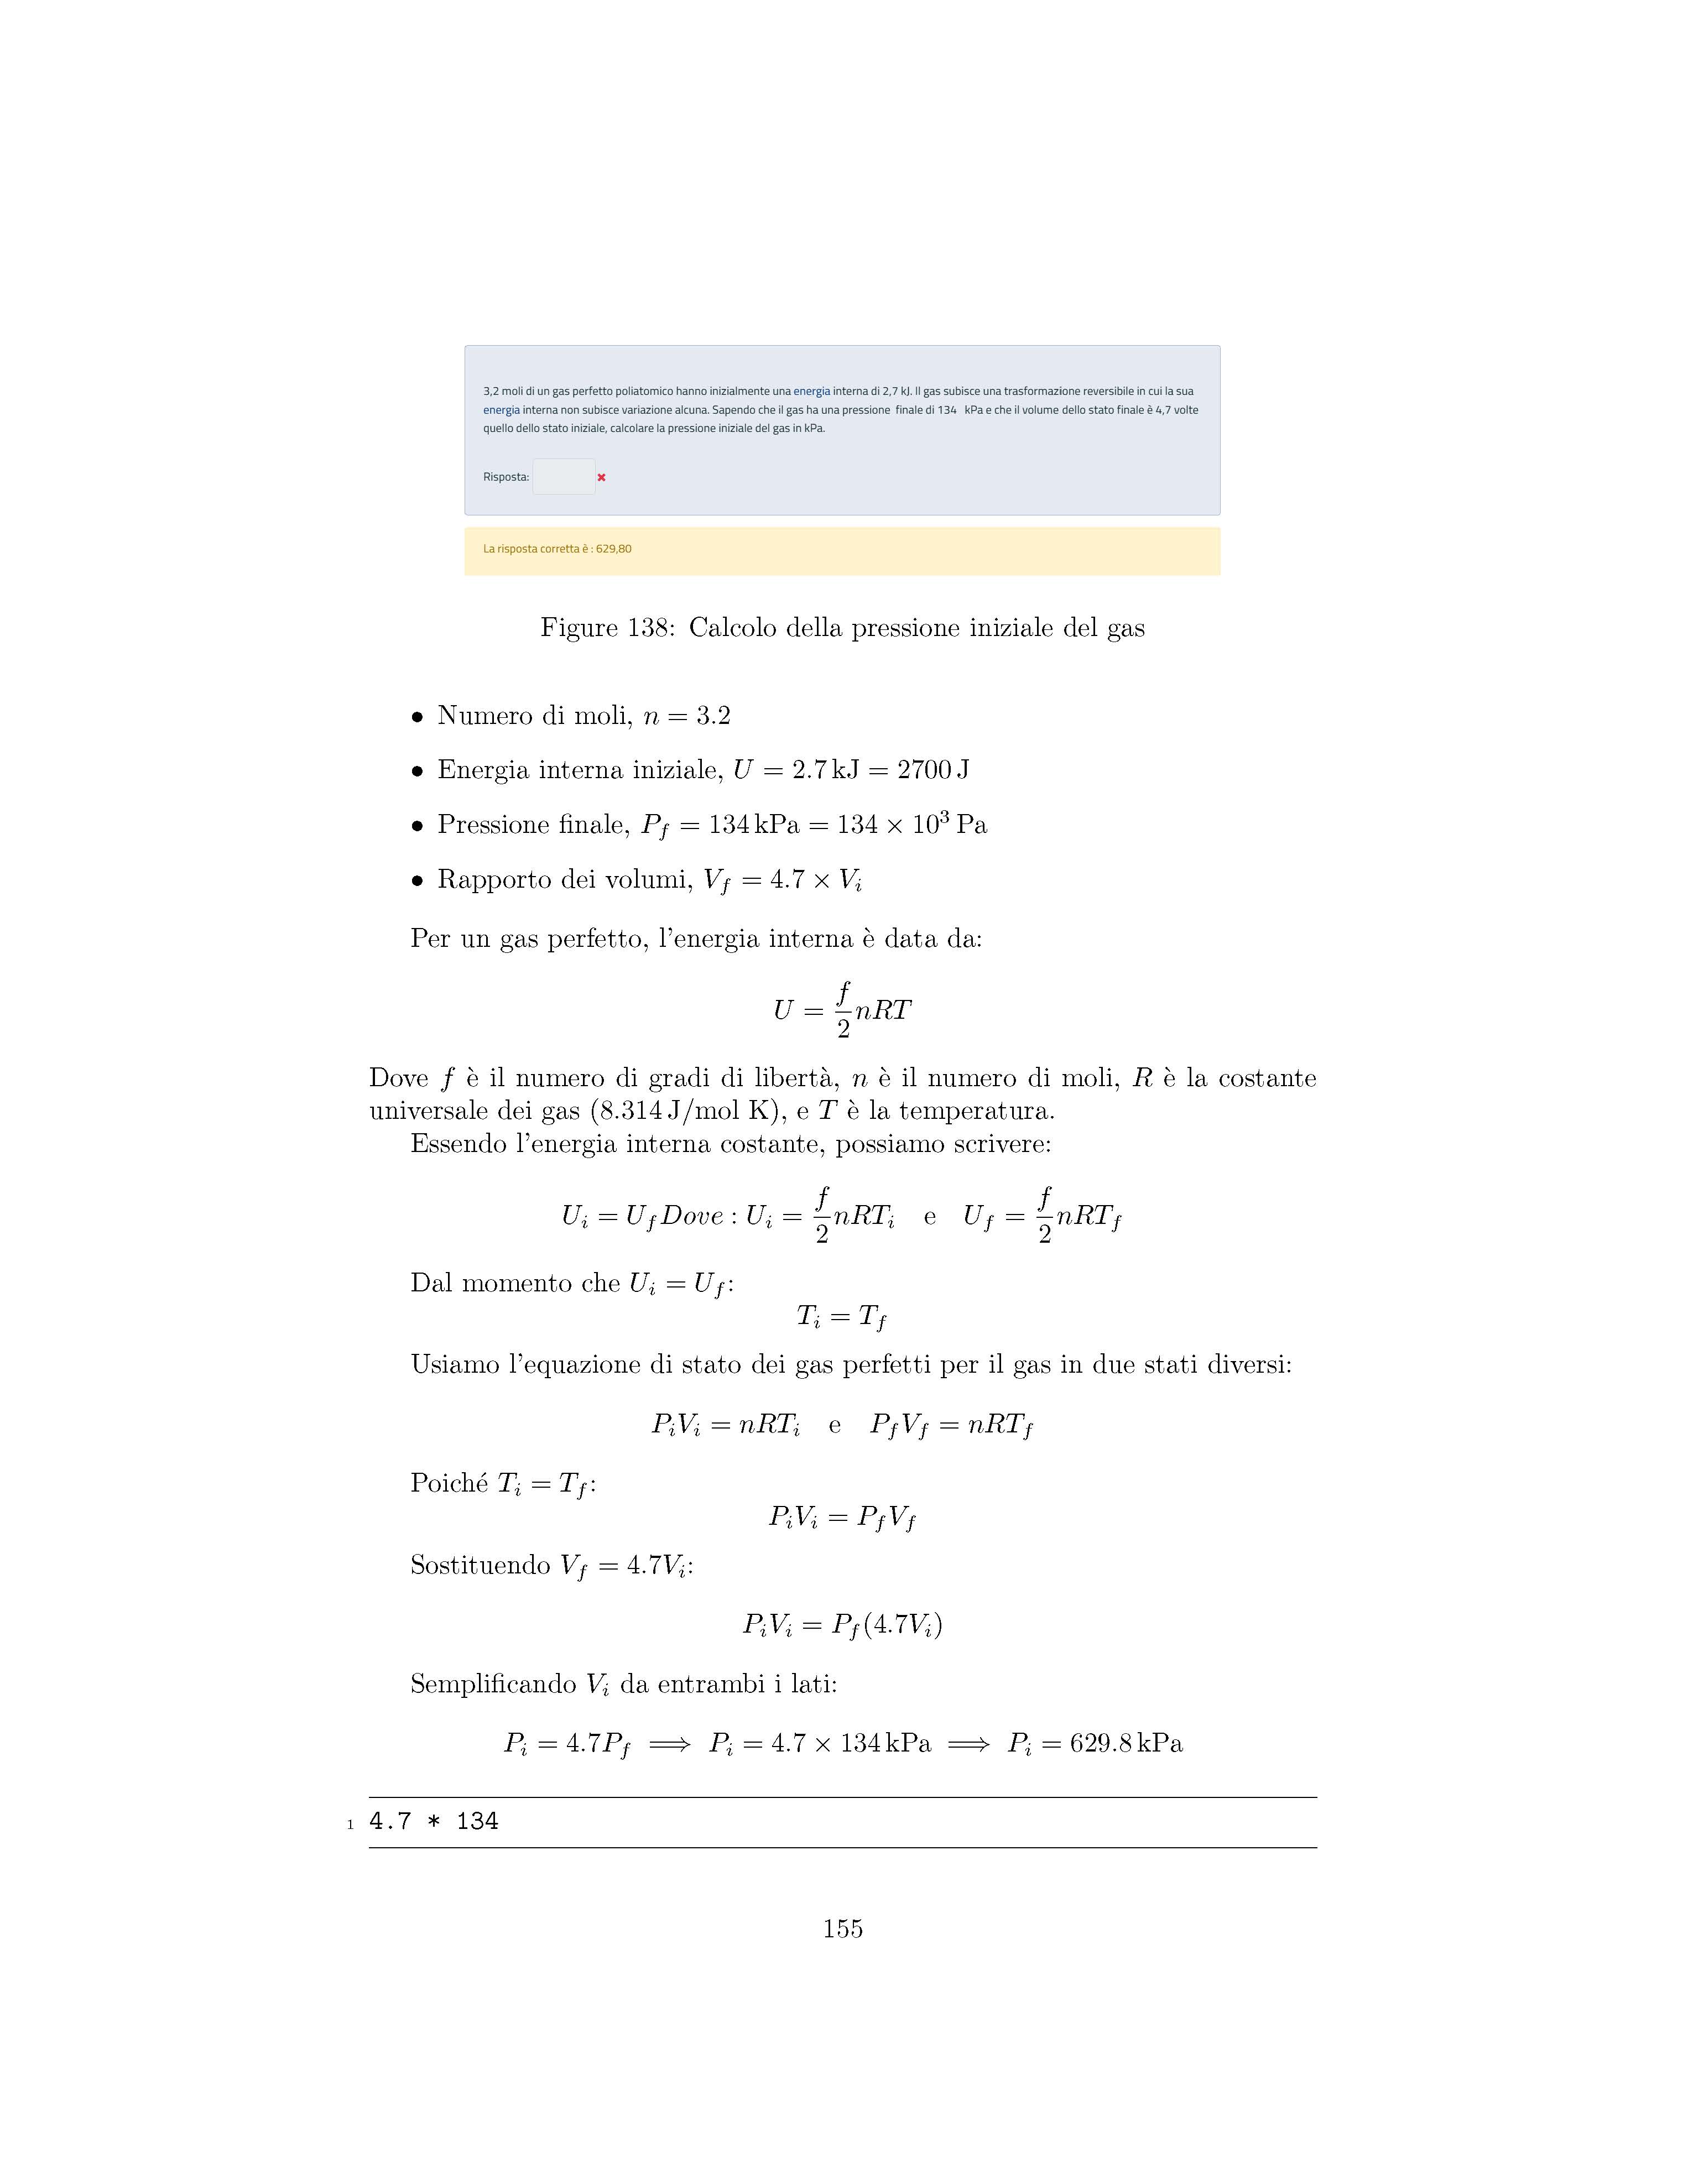 3,2 moli di un gas perfetto poliatomico hanno inizialmente una energia interna di 2,7 kJ. Il gas subisce una trasformazione reversibile in cui la sua
energia interna non subisce variazione alcuna. Sapendo che il gas ha una pressione finale di 134 kPa e che il volume dello stato finale è 4,7 volte
quello dello stato iniziale, calcolare la pressione iniziale del gas in kPa.
Risposta: ✖
La risposta corretta è : 629,80
Figure 138: Calcolo della pressione iniziale del gas
• Numero di moli, $n = 3.2$
• Energia interna iniziale, $U = 2.7\,\text{kJ} = 2700\,\text{J}$
• Pressione finale, $P_f = 134\,\text{kPa} = 134 \times 10^3\,\text{Pa}$
• Rapporto dei volumi, $V_f = 4.7 \times V_i$
Per un gas perfetto, l'energia interna è data da:
$U = \frac{f}{2}nRT$
Dove $f$ è il numero di gradi di libertà, $n$ è il numero di moli, $R$ è la costante
universale dei gas ($8.314\,\text{J/mol K}$), e $T$ è la temperatura.
Essendo l'energia interna costante, possiamo scrivere:
$U_i = U_f Dove : U_i = \frac{f}{2}nRT_i \quad \text{e} \quad U_f = \frac{f}{2}nRT_f$
Dal momento che $U_i = U_f$:
$T_i = T_f$
Usiamo l'equazione di stato dei gas perfetti per il gas in due stati diversi:
$P_iV_i = nRT_i \quad \text{e} \quad P_fV_f = nRT_f$
Poiché $T_i = T_f$:
$P_iV_i = P_fV_f$
Sostituendo $V_f = 4.7V_i$:
$P_iV_i = P_f(4.7V_i)$
Semplificando $V_i$ da entrambi i lati:
$P_i = 4.7P_f \implies P_i = 4.7 \times 134\,\text{kPa} \implies P_i = 629.8\,\text{kPa}$
1 4.7 * 134
155